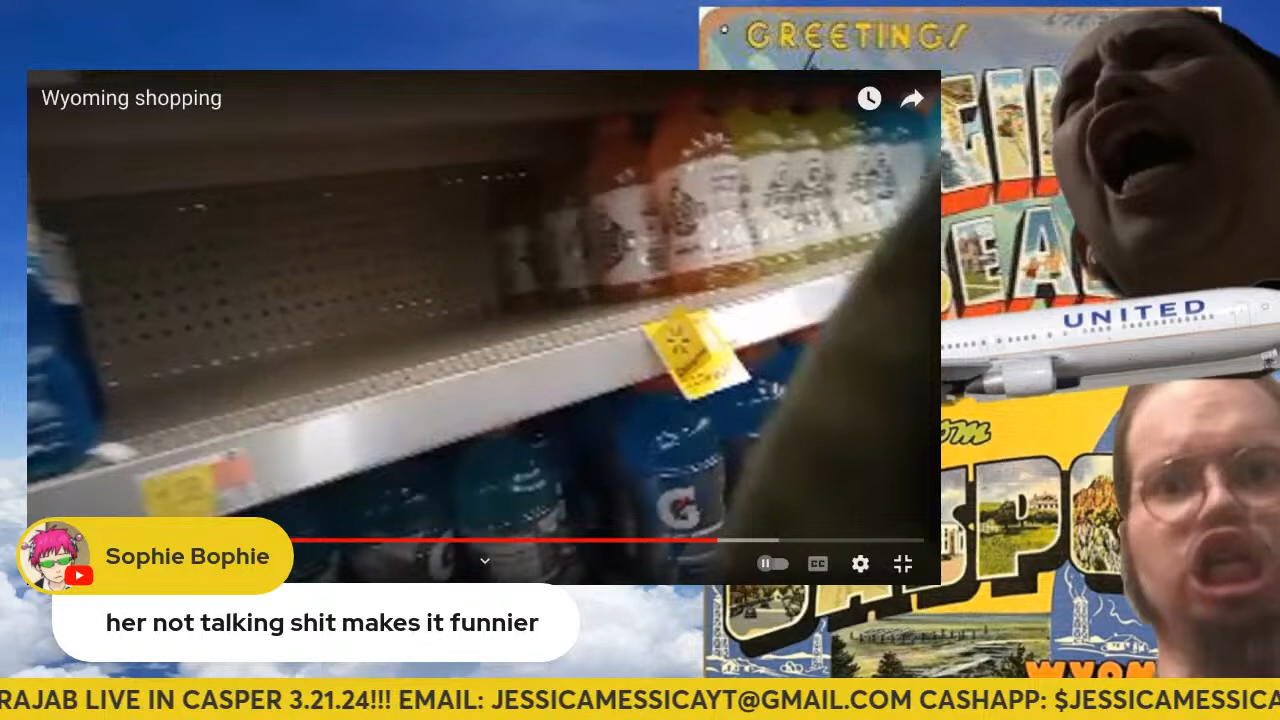 GREETINGS
Wyoming shopping
UNITED
G
Sophie Bophie
her not talking shit makes it funnier
RAJAB LIVE IN CASPER 3.21.24!!! EMAIL: JESSICAMESSICAYT@GMAIL.COM CASHAPP: $JESSICAMESSICA